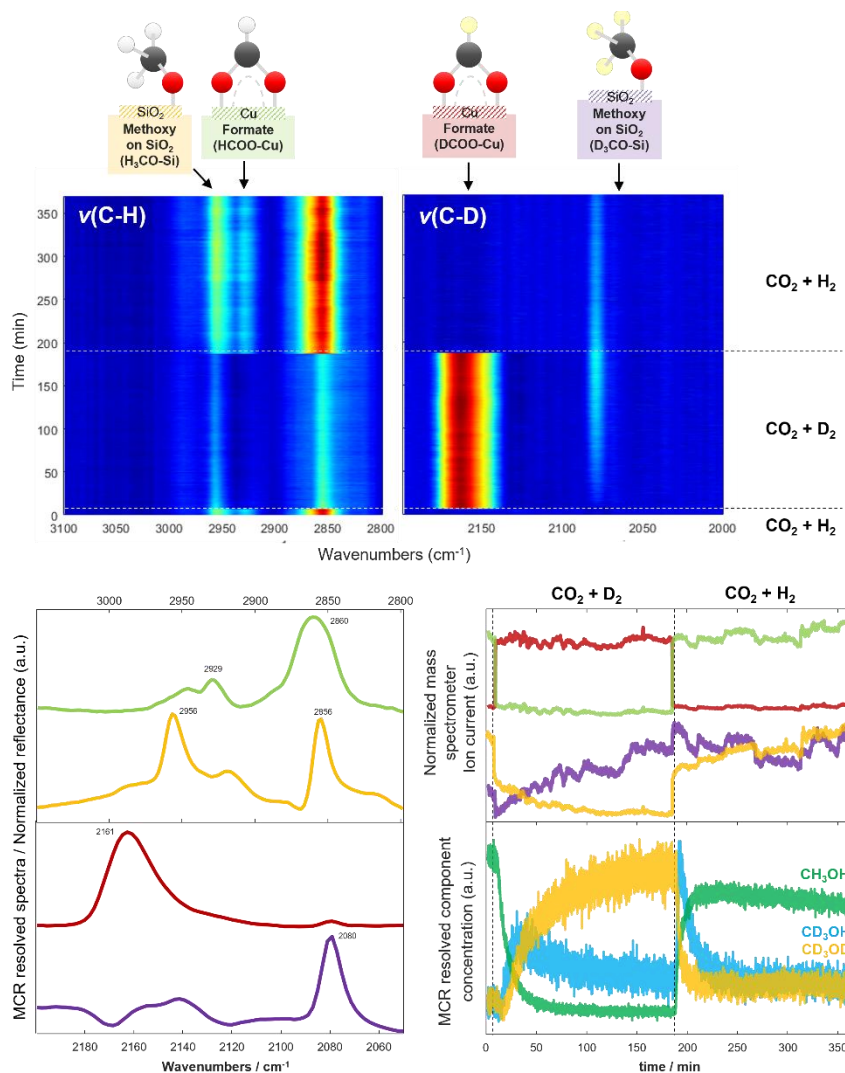 SiO2
Methoxy
on SiO2
(H3CO-Si)
Cu
Formate
(HCOO-Cu)
Cu
Formate
(DCOO-Cu)
SiO2
Methoxy
on SiO2
(D3CO-Si)
v(C-H)
v(C-D)
Time (min)
350
300
250
200
150
100
50
0
3100 3050 3000 2950 2900 2850 2800
2150 2100 2050 2000
Wavenumbers (cm-1)
CO2 + H2
CO2 + D2
CO2 + H2
MCR resolved spectra / Normalized reflectance (a.u.)
3000 2950 2900 2850 2800
2860
2929
2956
2856
2161
2080
2180 2160 2140 2120 2100 2080 2060
Wavenumbers / cm-1
CO2 + D2 CO2 + H2
Normalized mass
spectrometer
Ion current (a.u.)
MCR resolved component
concentration (a.u.)
CH3OH
CD3OH
0 50 100 150 200 250 300 350
time / min